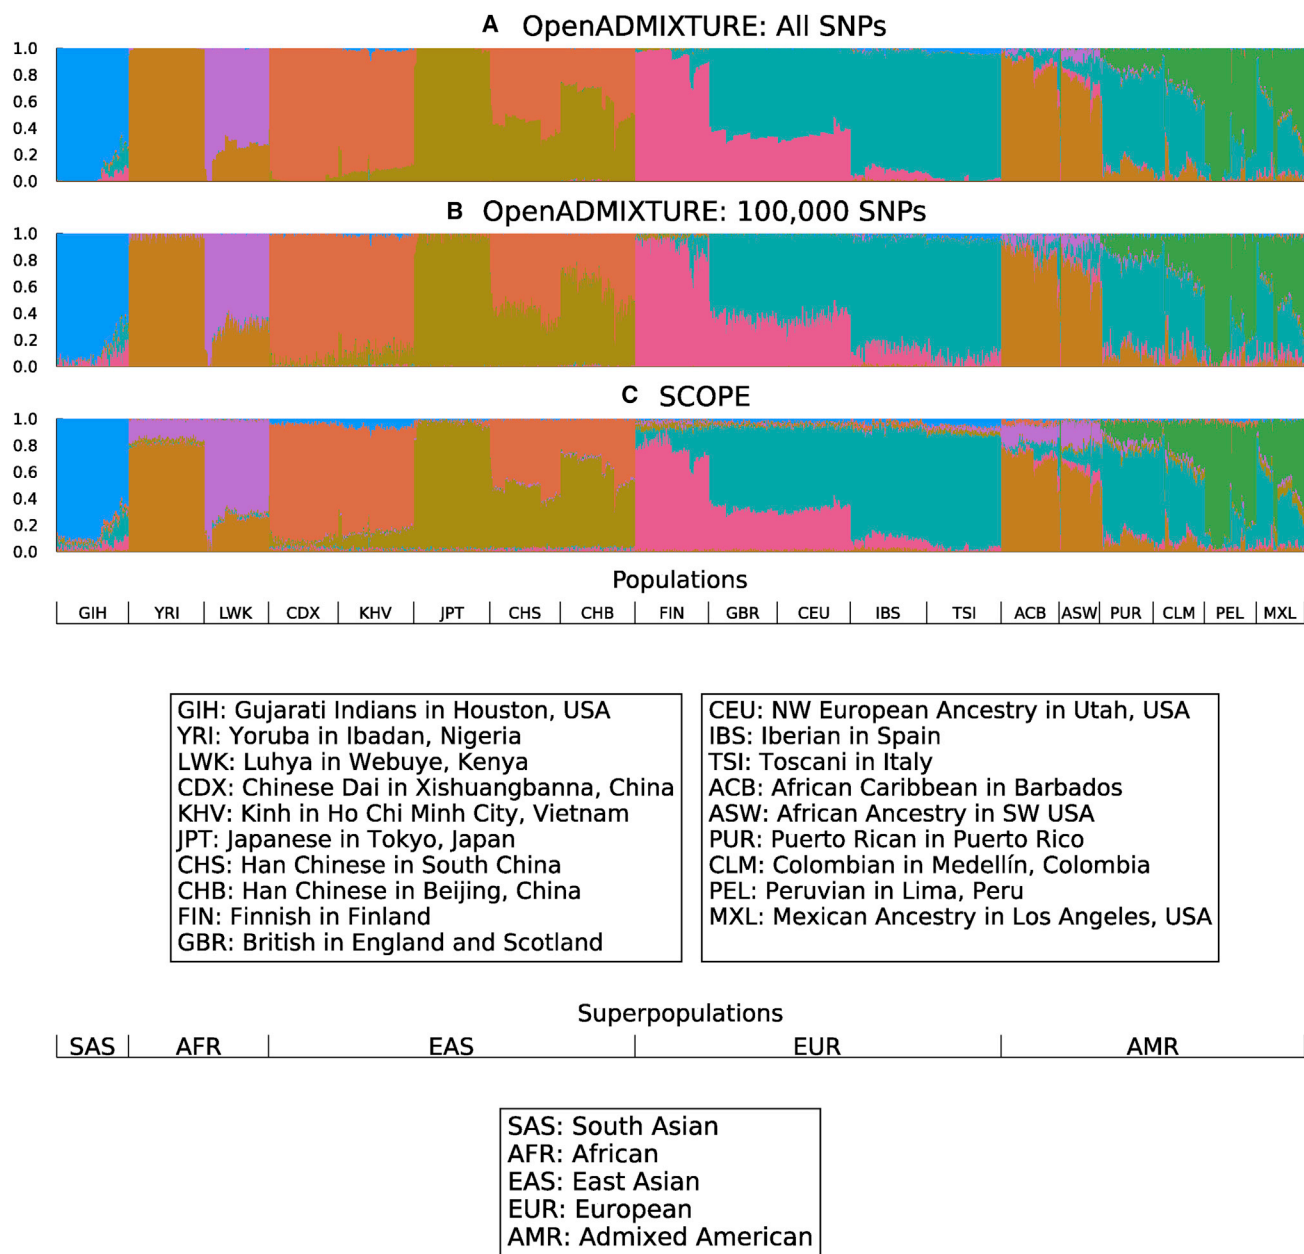 A OpenADMIXTURE: All SNPs
1.0
0.8
0.6
0.4
0.2
0.0
B OpenADMIXTURE: 100,000 SNPs
1.0
0.8
0.6
0.4
0.2
0.0
C SCOPE
1.0
0.8
0.6
0.4
0.2
0.0
Populations
GIH YRI LWK CDX KHV JPT CHS CHB FIN GBR CEU IBS TSI ACB ASW PUR CLM PEL MXL
GIH: Gujarati Indians in Houston, USA
YRI: Yoruba in Ibadan, Nigeria
LWK: Luhya in Webuye, Kenya
CDX: Chinese Dai in Xishuangbanna, China
KHV: Kinh in Ho Chi Minh City, Vietnam
JPT: Japanese in Tokyo, Japan
CHS: Han Chinese in South China
CHB: Han Chinese in Beijing, China
FIN: Finnish in Finland
GBR: British in England and Scotland
CEU: NW European Ancestry in Utah, USA
IBS: Iberian in Spain
TSI: Toscani in Italy
ACB: African Caribbean in Barbados
ASW: African Ancestry in SW USA
PUR: Puerto Rican in Puerto Rico
CLM: Colombian in Medellín, Colombia
PEL: Peruvian in Lima, Peru
MXL: Mexican Ancestry in Los Angeles, USA
Superpopulations
SAS AFR EAS EUR AMR
SAS: South Asian
AFR: African
EAS: East Asian
EUR: European
AMR: Admixed American